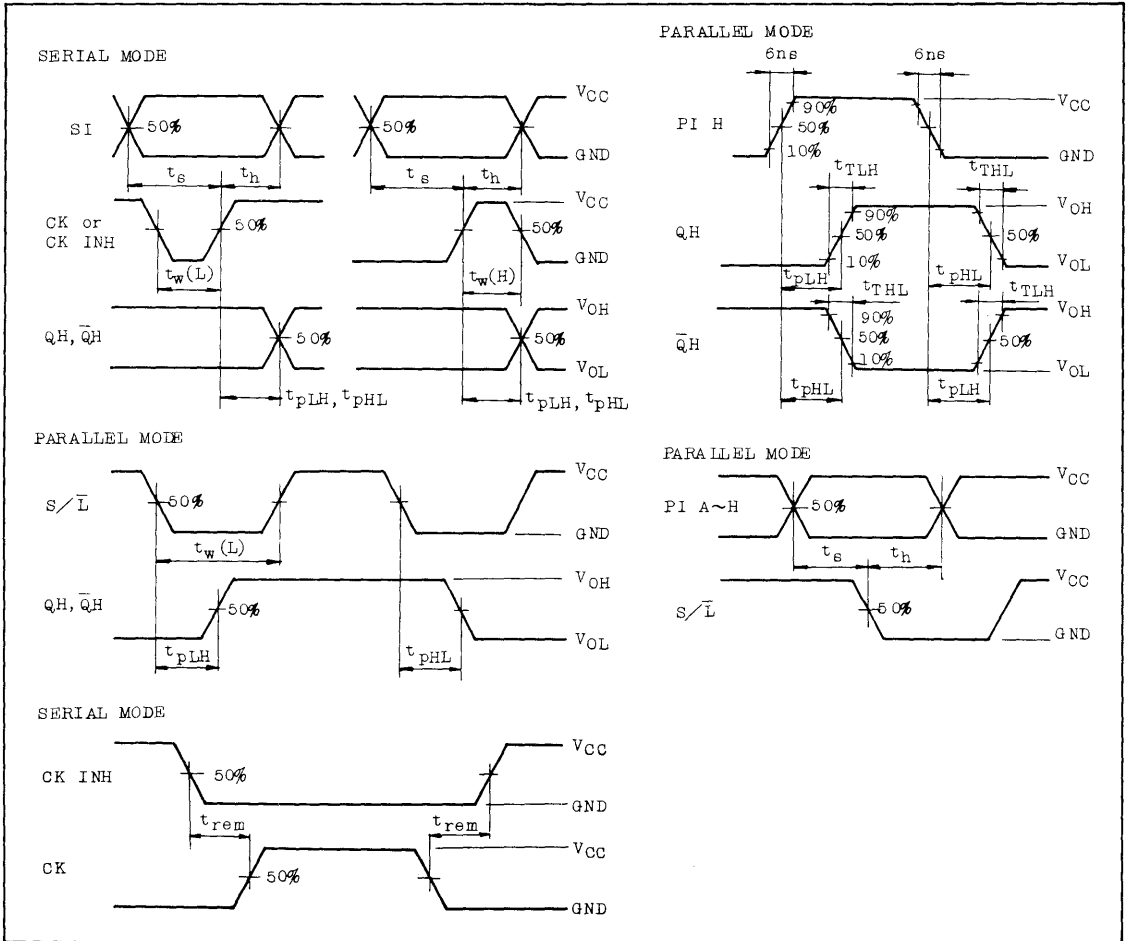 SERIAL MODE
SI
50%
50%
VCC
GND
ts
th
ts
th
CK or
CK INH
50%
50%
VCC
GND
tw(L)
tw(H)
QH, Q̅H
50%
50%
VOH
VOL
tpLH, tpHL
tpLH, tpHL
PARALLEL MODE
S/L̅
50%
VCC
GND
tw(L)
QH, Q̅H
50%
VOH
VOL
tpLH
tpHL
SERIAL MODE
CK INH
50%
VCC
GND
trem
trem
CK
50%
VCC
GND
PARALLEL MODE
6ns
6ns
PI H
90%
50%
10%
VCC
GND
tTLH
tTHL
QH
90%
50%
10%
50%
VOH
VOL
tpLH
tpHL
tTHL
tTLH
Q̅H
90%
50%
10%
50%
VOH
VOL
tpHL
tpLH
PARALLEL MODE
PI A~H
50%
VCC
GND
ts
th
S/L̅
50%
VCC
GND